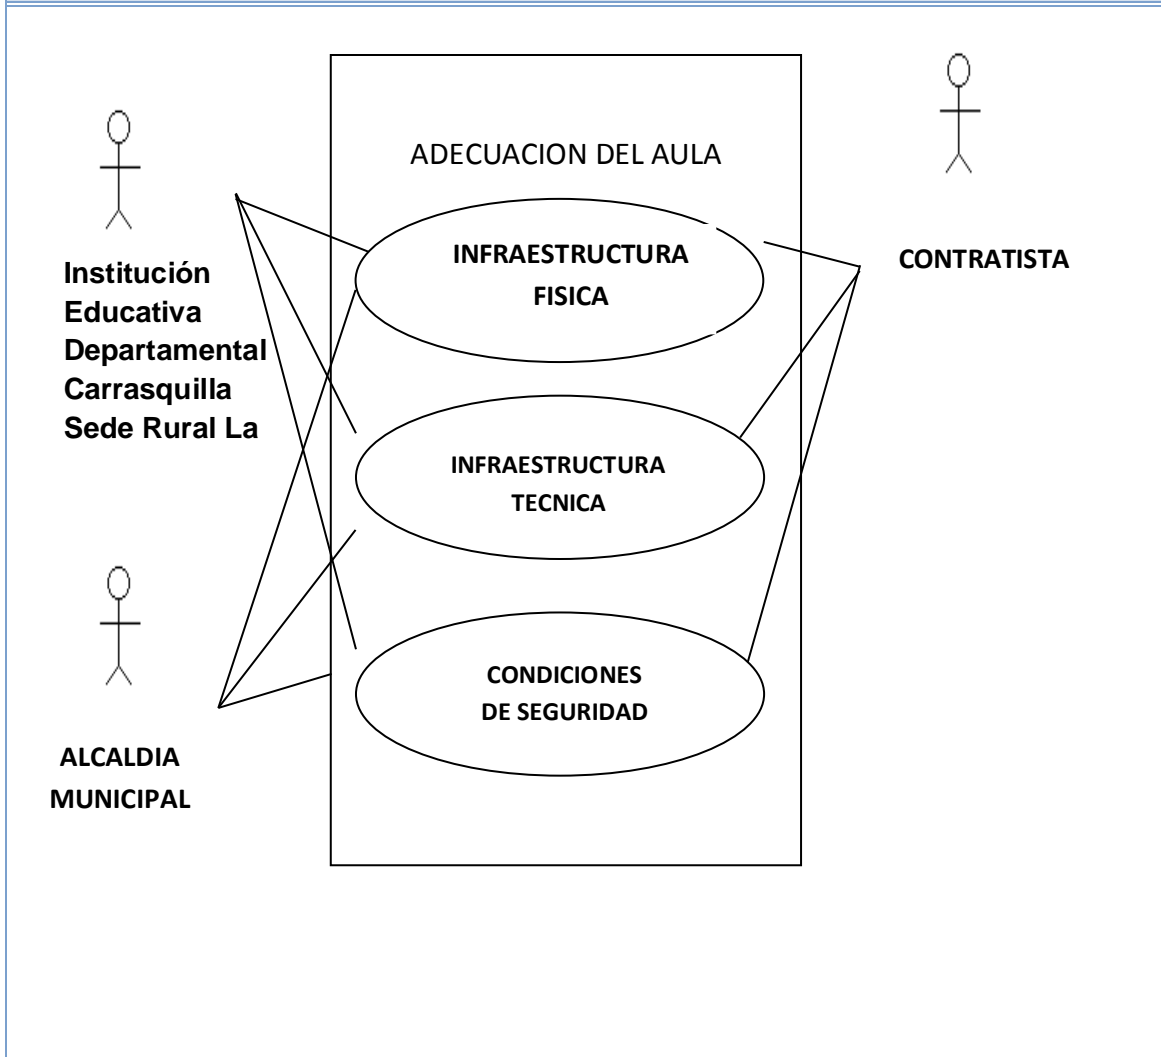 ADECUACION DEL AULA
INFRAESTRUCTURA
FISICA
CONTRATISTA
Institución
Educativa
Departamental
Carrasquilla
Sede Rural La
INFRAESTRUCTURA
TECNICA
CONDICIONES
DE SEGURIDAD
ALCALDIA
MUNICIPAL